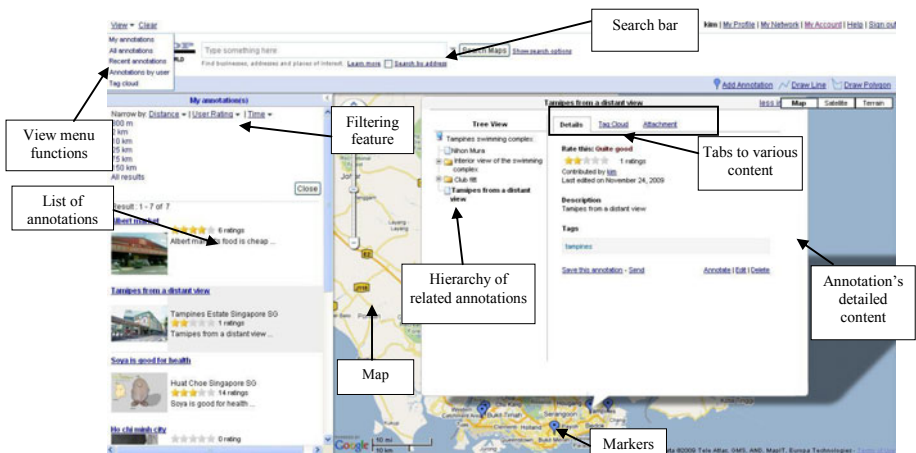 View ▾ Clear
kim | My Profile | My Network | My Account | Help | Sign out
Search bar
My annotations
All annotations
Recent annotations
Annotations by user
Tag cloud
Type something here
Search Maps Show search options
Find businesses, addresses and places of interest. Learn more Search by address
Add Annotation Draw Line Draw Polygon
View menu functions
My annotation(s)
Narrow by: Distance ▾ | User Rating ▾ | Time ▾
10 km
25 km
75 km
150 km
All results
Close
Filtering feature
List of annotations
Result : 1 - 7 of 7
Albert market
6 ratings
Albert market's food is cheap ...
Tamipes from a distant view
Tampines Estate Singapore SG
1 ratings
Tamipes from a distant view ...
Soya is good for health
Huat Choe Singapore SG
14 ratings
Soya is good for health ...
Ho chi minh city
0 rating
Tamipes from a distant view
Map Satellite Terrain
Tree View
Tampines swimming complex
Nihon Mura
Interior view of the swimming complex
Club fitt
Tamipes from a distant view
Details Tag Cloud Attachment
Rate this: Quite good
1 ratings
Contributed by kim
Last edited on November 24, 2009
Description
Tamipes from a distant view
Tags
tampines
Save this annotation - Send
Annotate | Edit | Delete
Tabs to various content
Hierarchy of related annotations
Annotation's detailed content
Map
Markers
Google
10 mi
10 km